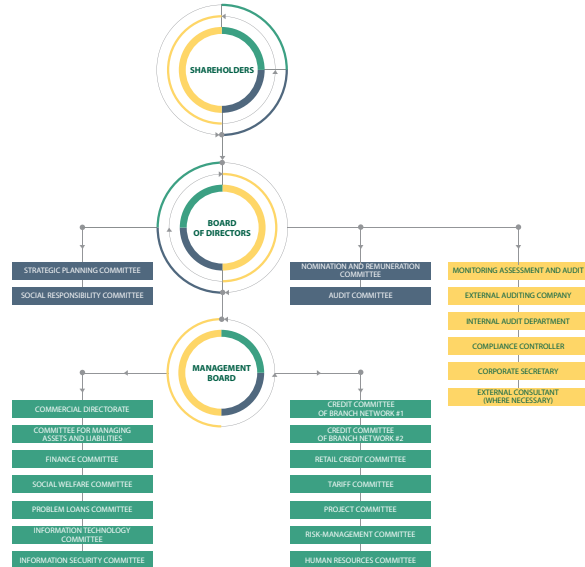 SHAREHOLDERS
BOARD
OF DIRECTORS
STRATEGIC PLANNING COMMITTEE
SOCIAL RESPONSIBILITY COMMITTEE
NOMINATION AND REMUNERATION
COMMITTEE
AUDIT COMMITTEE
MONITORING ASSESSMENT AND AUDIT
EXTERNAL AUDITING COMPANY
INTERNAL AUDIT DEPARTMENT
COMPLIANCE CONTROLLER
CORPORATE SECRETARY
EXTERNAL CONSULTANT
(WHERE NECESSARY)
MANAGEMENT
BOARD
COMMERCIAL DIRECTORATE
COMMITTEE FOR MANAGING
ASSETS AND LIABILITIES
FINANCE COMMITTEE
SOCIAL WELFARE COMMITTEE
PROBLEM LOANS COMMITTEE
INFORMATION TECHNOLOGY
COMMITTEE
INFORMATION SECURITY COMMITTEE
CREDIT COMMITTEE
OF BRANCH NETWORK #1
CREDIT COMMITTEE
OF BRANCH NETWORK #2
RETAIL CREDIT COMMITTEE
TARIFF COMMITTEE
PROJECT COMMITTEE
RISK-MANAGEMENT COMMITTEE
HUMAN RESOURCES COMMITTEE